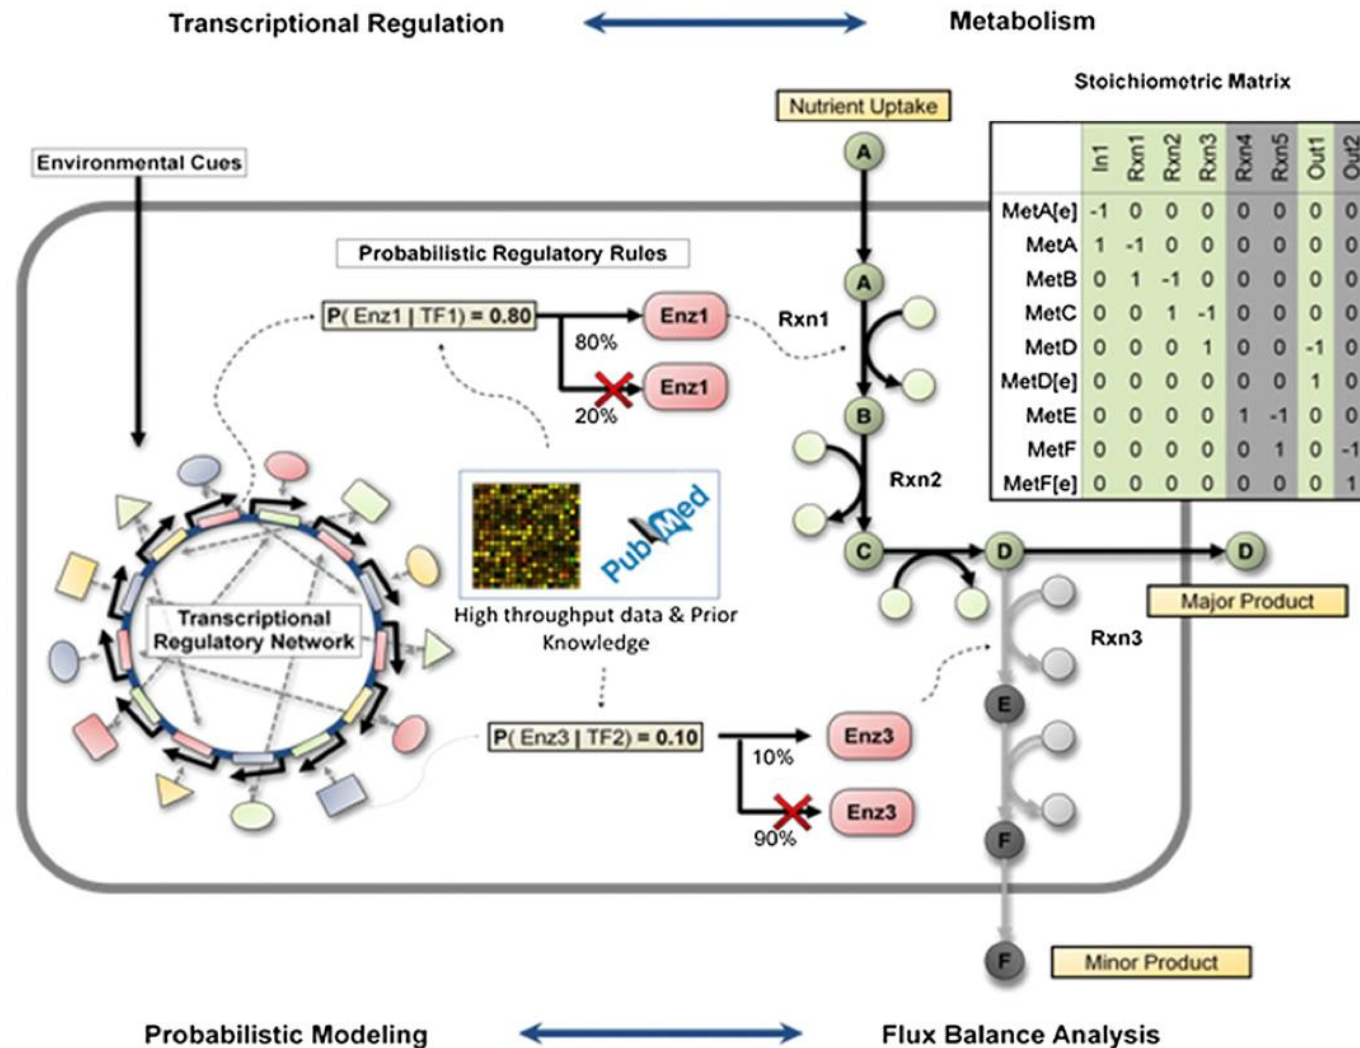 Transcriptional Regulation
Metabolism
Stoichiometric Matrix
Nutrient Uptake
In1 Rxn1 Rxn2 Rxn3 Rxn4 Rxn5 Out1 Out2
MetA[e] -1 0 0 0 0 0 0 0
MetA 1 -1 0 0 0 0 0 0
MetB 0 1 -1 0 0 0 0 0
MetC 0 0 1 -1 0 0 0 0
MetD 0 0 0 1 0 0 -1 0
MetD[e] 0 0 0 0 0 0 1 0
MetE 0 0 0 0 1 -1 0 0
MetF 0 0 0 0 0 1 0 -1
MetF[e] 0 0 0 0 0 0 0 1
Environmental Cues
A
Probabilistic Regulatory Rules
A
P( Enz1 | TF1) = 0.80
80%
Enz1
Rxn1
20%
Enz1
B
Rxn2
PubMed
High throughput data & Prior
Knowledge
C
D
D
Major Product
Transcriptional
Regulatory Network
Rxn3
E
P( Enz3 | TF2) = 0.10
10%
Enz3
90%
Enz3
F
F
Minor Product
Probabilistic Modeling
Flux Balance Analysis